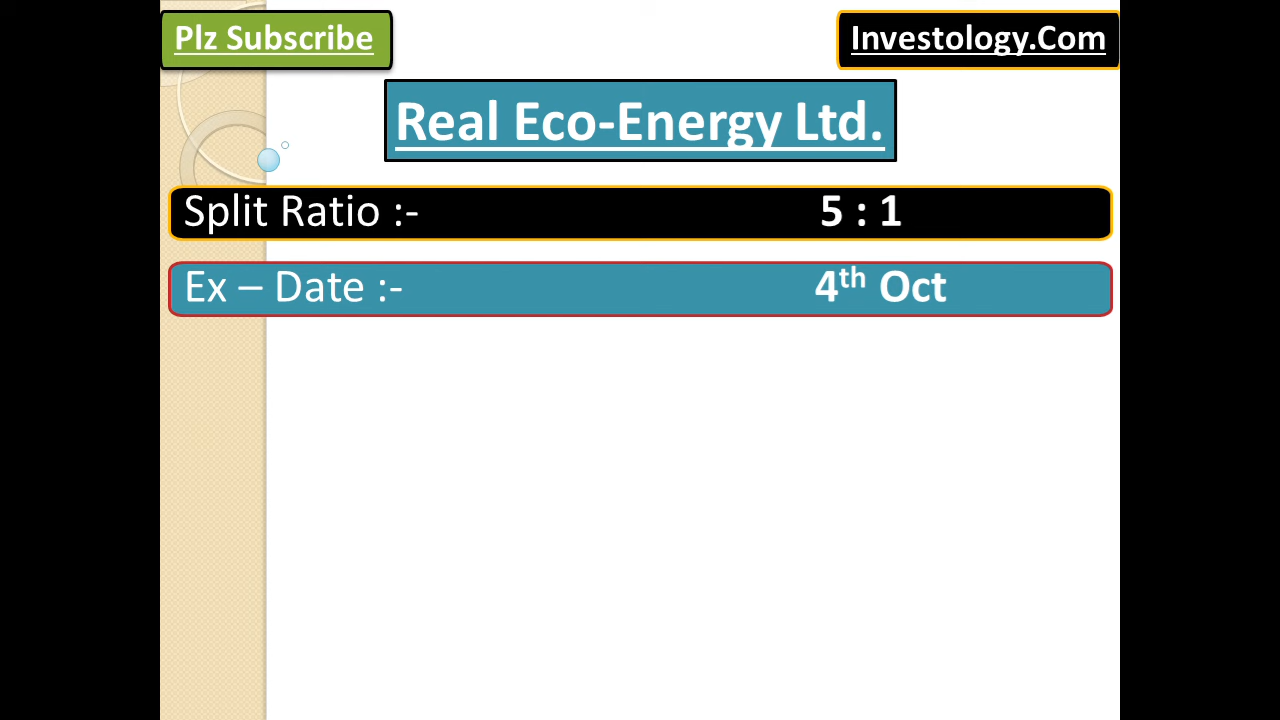 Plz Subscribe
Investology.Com
Real Eco-Energy Ltd.
Split Ratio :- 5 : 1
Ex – Date :- 4th Oct